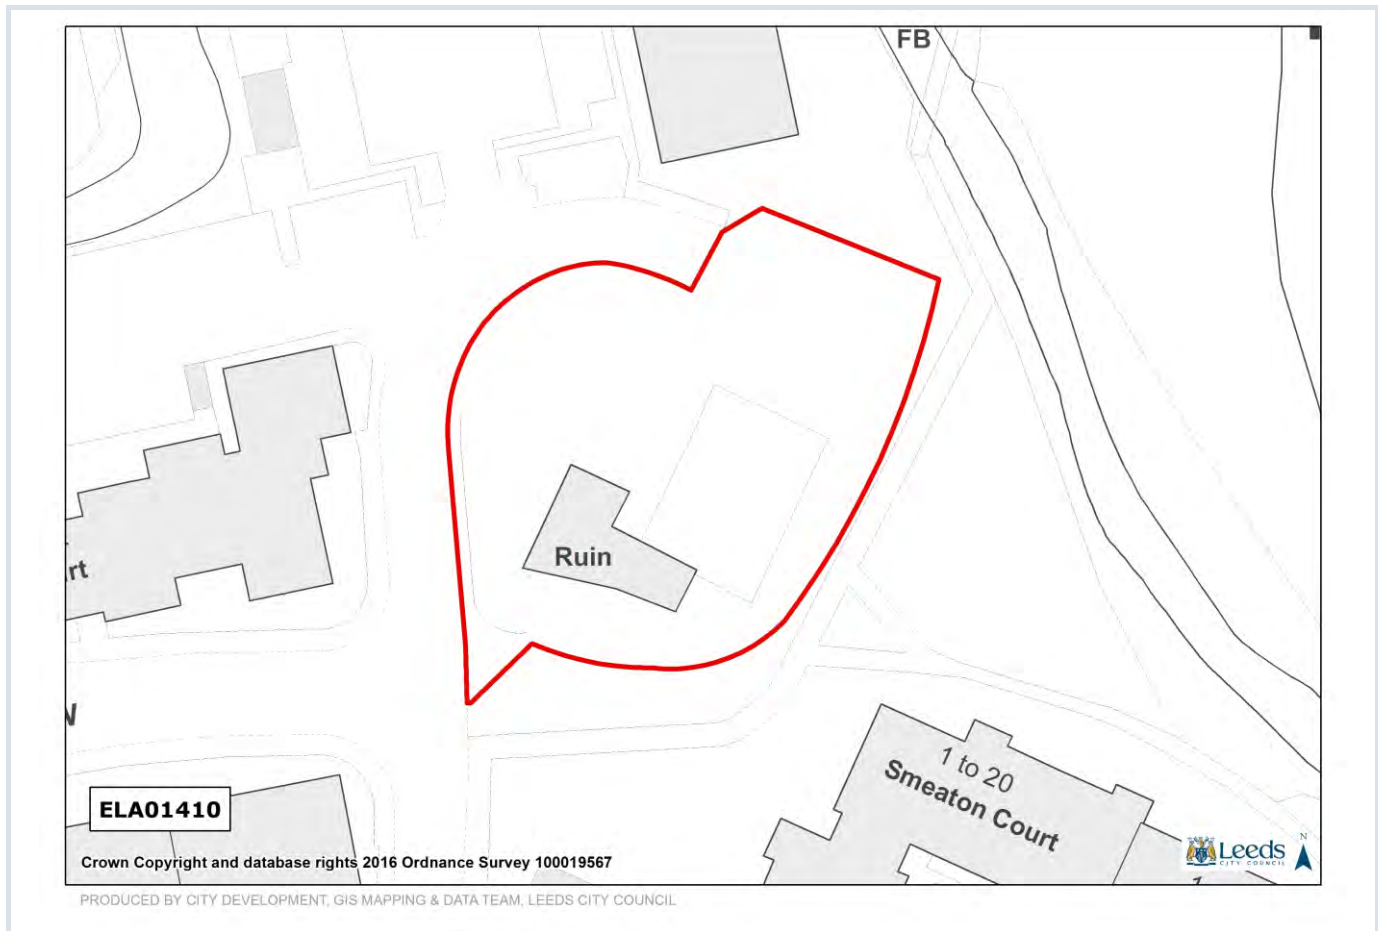 FB
Ruin
rt
1 to 20
Smeaton Court
ELA01410
Crown Copyright and database rights 2016 Ordnance Survey 100019567
Leeds
CITY COUNCIL
N
PRODUCED BY CITY DEVELOPMENT, GIS MAPPING & DATA TEAM, LEEDS CITY COUNCIL